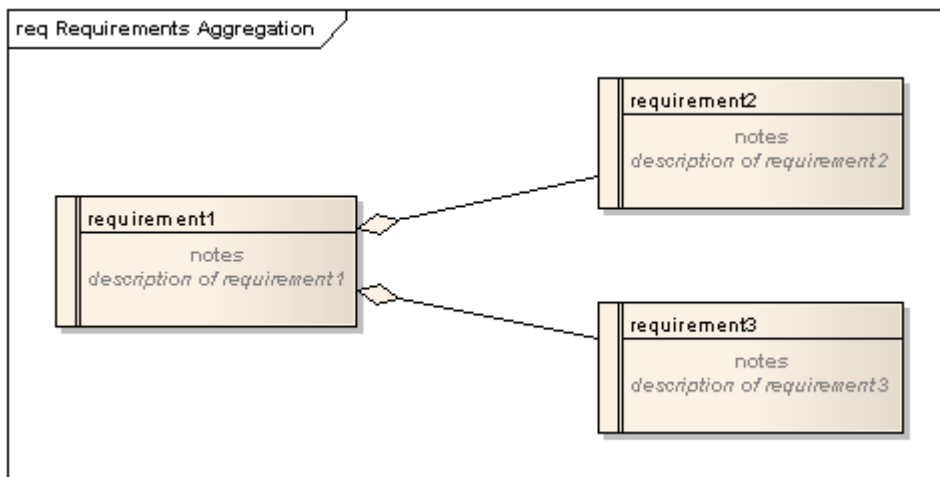 req Requirements Aggregation
requirement2
notes
description of requirement2
requirement1
notes
description of requirement1
requirement3
notes
description of requirement3